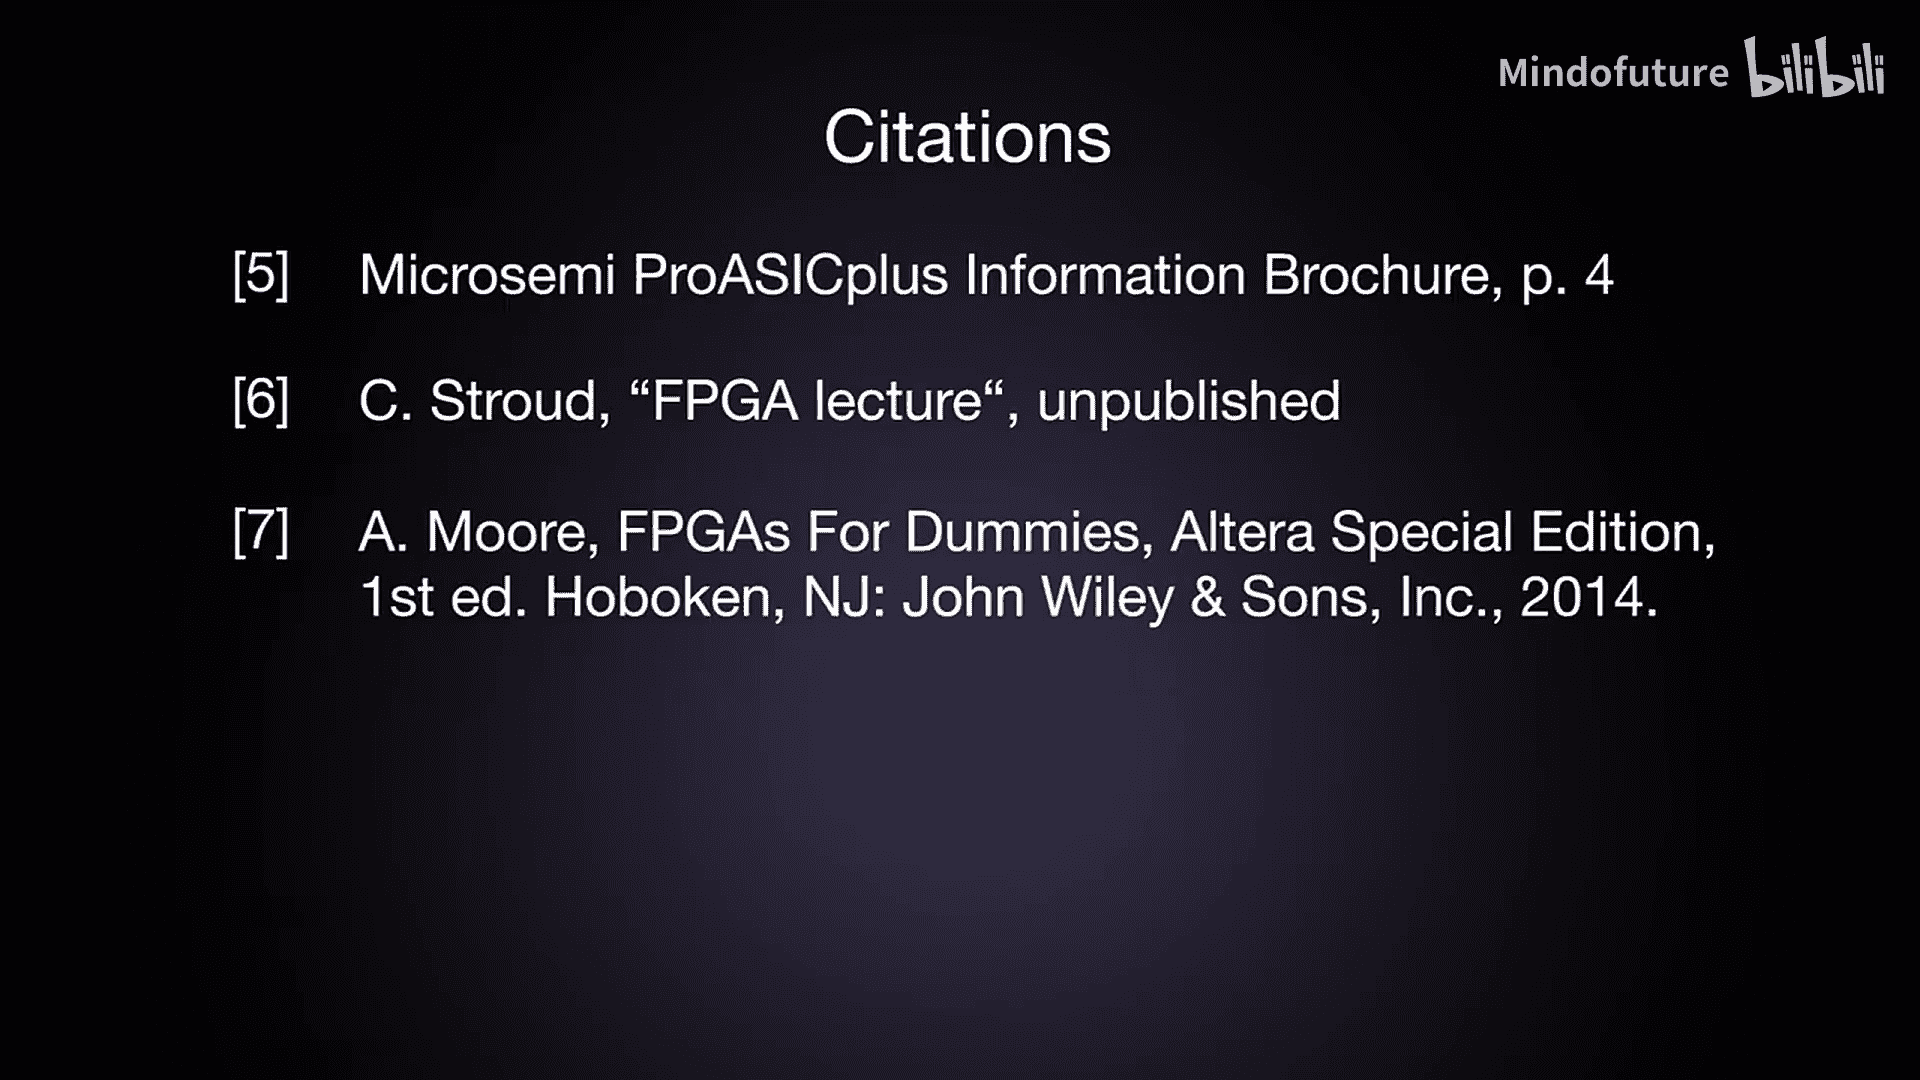 Mindofuture bilibili
Citations
[5] Microsemi ProASICplus Information Brochure, p. 4
[6] C. Stroud, “FPGA lecture“, unpublished
[7] A. Moore, FPGAs For Dummies, Altera Special Edition,
1st ed. Hoboken, NJ: John Wiley & Sons, Inc., 2014.